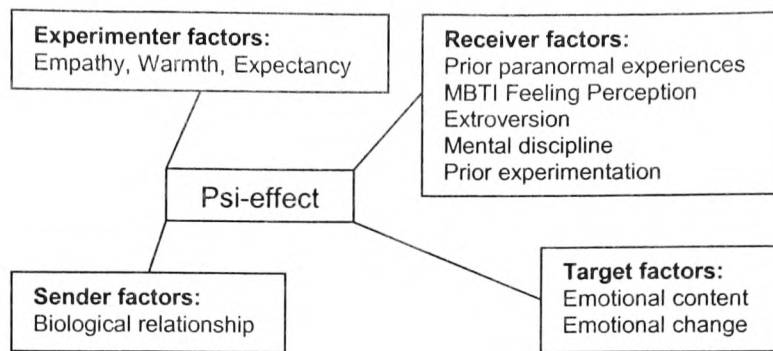 Experimenter factors:
Empathy, Warmth, Expectancy
Receiver factors:
Prior paranormal experiences
MBTI Feeling Perception
Extroversion
Mental discipline
Prior experimentation
Psi-effect
Sender factors:
Biological relationship
Target factors:
Emotional content
Emotional change